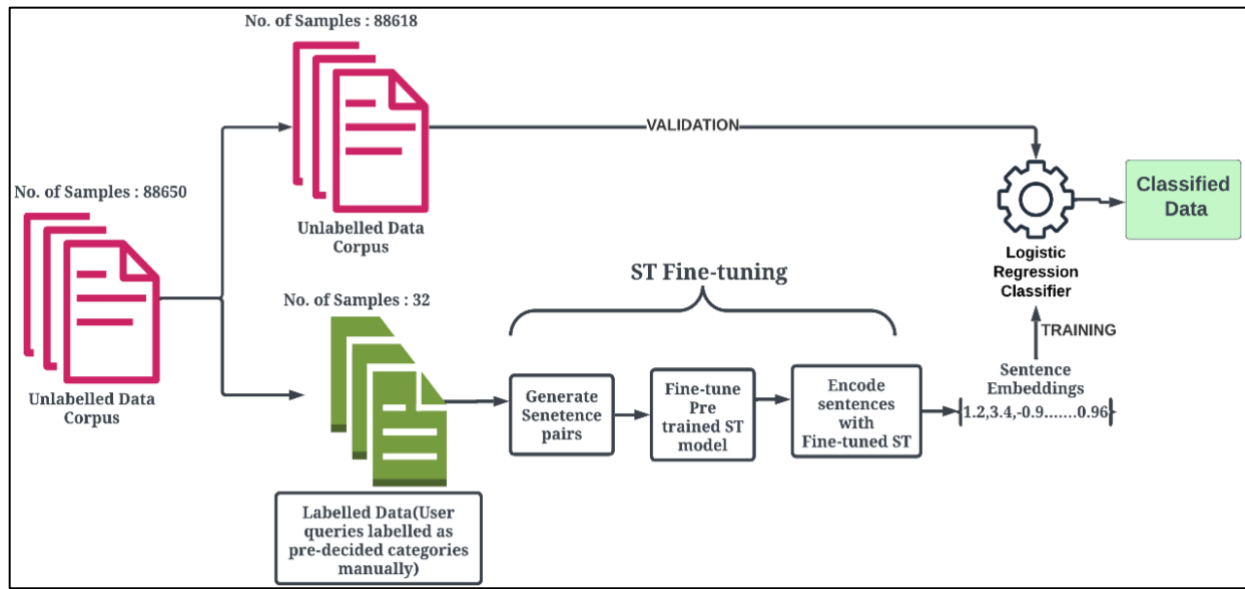 No. of Samples : 88618
VALIDATION
No. of Samples : 88650
Unlabelled Data
Corpus
Classified
Data
Logistic
Regression
Classifier
Unlabelled Data
Corpus
ST Fine-tuning
No. of Samples : 32
TRAINING
Generate
Senetence
pairs
Fine-tune
Pre
trained ST
model
Encode
sentences
with
Fine-tuned ST
Sentence
Embeddings
1.2,3.4,-0.9.......0.96
Labelled Data(User
queries labelled as
pre-decided categories
manually)